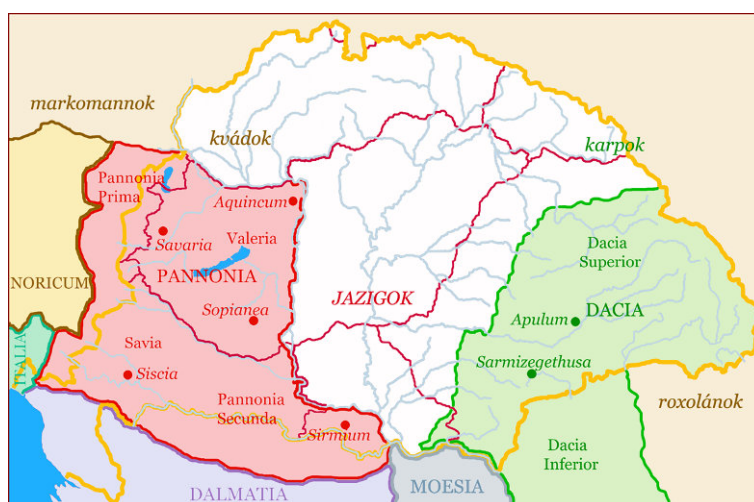 markomannok
kvádok
karpok
Pannonia
Prima
Aquincum
Savaria
Valeria
Dacia
Superior
NORICUM
PANNONIA
JAZIGOK
Sopianea
Apulum
DACIA
ITALIA
Savia
Siscia
Sarmizegethusa
Pannonia
Secunda
roxolánok
Sirmium
Dacia
Inferior
DALMATIA
MOESIA